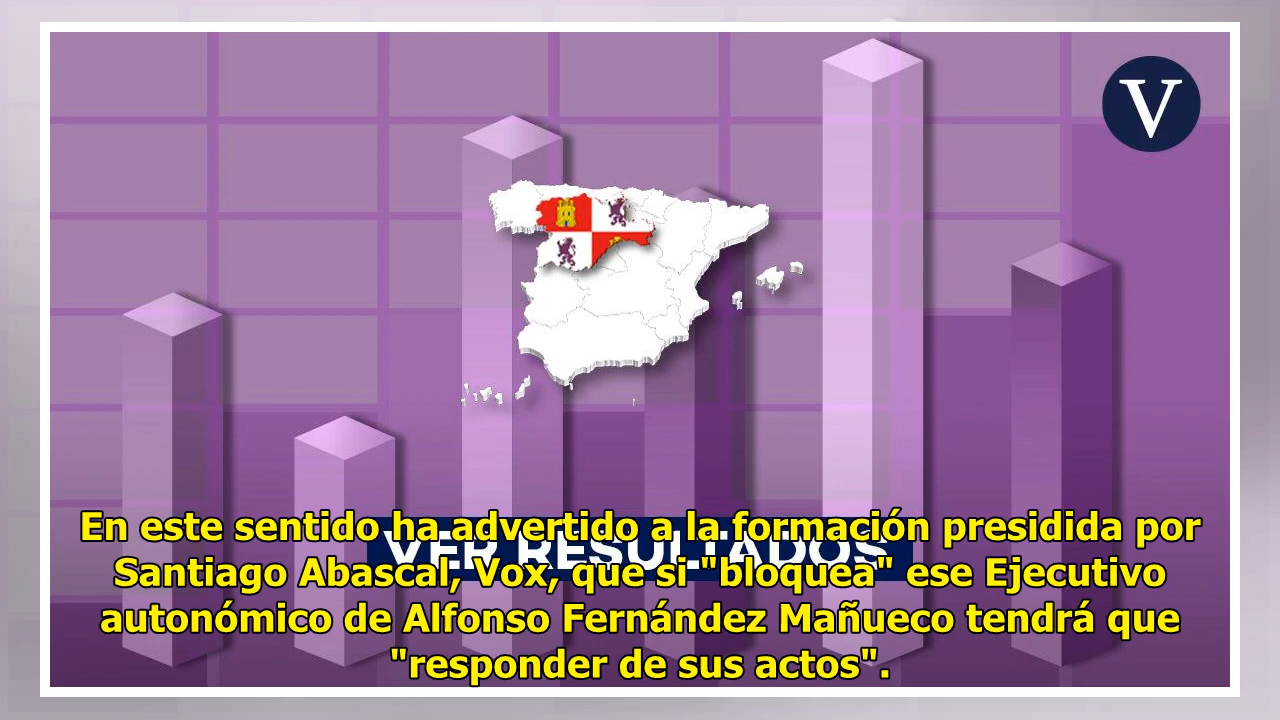 V
VER RESULTADOS
En este sentido ha advertido a la formación presidida por
Santiago Abascal, Vox, que si "bloquea" ese Ejecutivo
autonómico de Alfonso Fernández Mañueco tendrá que
"responder de sus actos".